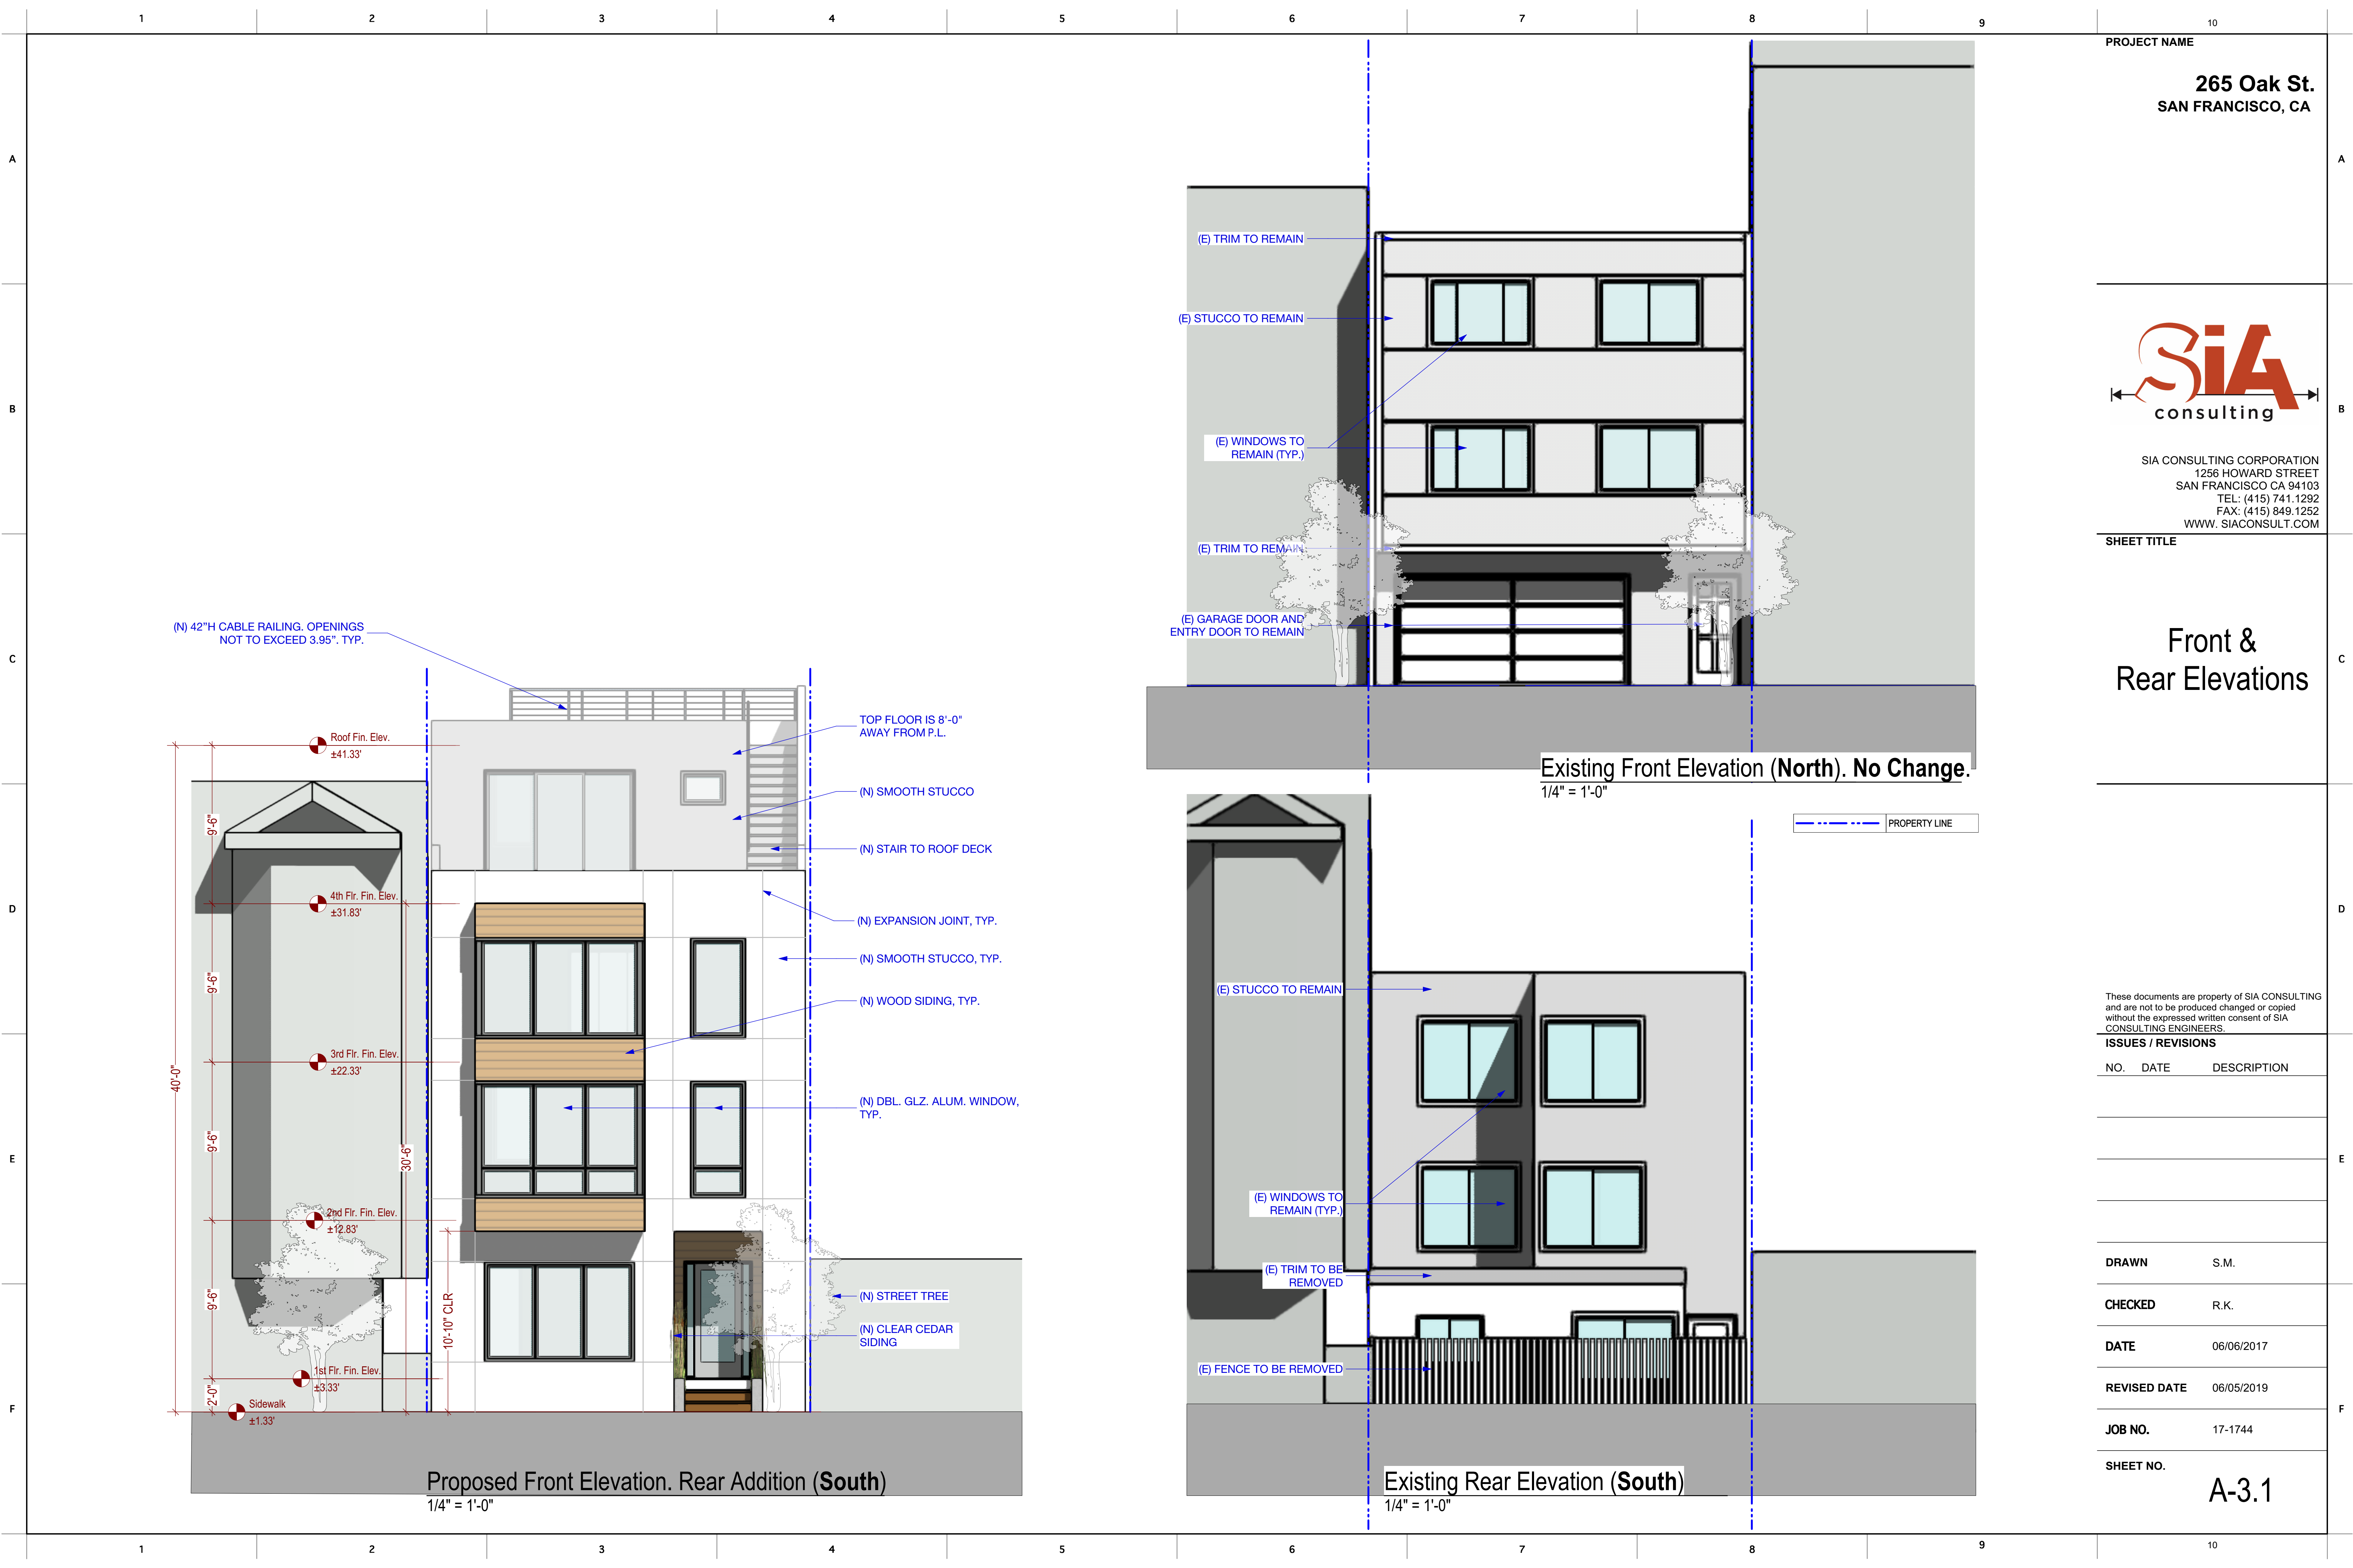 1 2 3 4 5 6 7 8 9 10
A
B
C
D
E
F
(E) TRIM TO REMAIN
(E) STUCCO TO REMAIN
(E) WINDOWS TO
REMAIN (TYP.)
(E) TRIM TO REMAIN
(E) GARAGE DOOR AND
ENTRY DOOR TO REMAIN
Existing Front Elevation (North). No Change.
1/4" = 1'-0"
PROPERTY LINE
(N) 42"H CABLE RAILING. OPENINGS
NOT TO EXCEED 3.95". TYP.
TOP FLOOR IS 8'-0"
AWAY FROM P.L.
(N) SMOOTH STUCCO
(N) STAIR TO ROOF DECK
(N) EXPANSION JOINT, TYP.
(N) SMOOTH STUCCO, TYP.
(N) WOOD SIDING, TYP.
(N) DBL. GLZ. ALUM. WINDOW,
TYP.
(N) STREET TREE
(N) CLEAR CEDAR
SIDING
Roof Fin. Elev.
±41.33'
4th Flr. Fin. Elev.
±31.83'
3rd Flr. Fin. Elev.
±22.33'
2nd Flr. Fin. Elev.
±12.83'
1st Flr. Fin. Elev.
±3.33'
Sidewalk
±1.33'
9'-6"
9'-6"
9'-6"
9'-6"
2'-0"
40'-0"
30'-6"
10'-10" CLR
Proposed Front Elevation. Rear Addition (South)
1/4" = 1'-0"
(E) STUCCO TO REMAIN
(E) WINDOWS TO
REMAIN (TYP.)
(E) TRIM TO BE
REMOVED
(E) FENCE TO BE REMOVED
Existing Rear Elevation (South)
1/4" = 1'-0"
PROJECT NAME
265 Oak St.
SAN FRANCISCO, CA
SiA
consulting
SIA CONSULTING CORPORATION
1256 HOWARD STREET
SAN FRANCISCO CA 94103
TEL: (415) 741.1292
FAX: (415) 849.1252
WWW. SIACONSULT.COM
SHEET TITLE
Front &
Rear Elevations
These documents are property of SIA CONSULTING
and are not to be produced changed or copied
without the expressed written consent of SIA
CONSULTING ENGINEERS.
ISSUES / REVISIONS
NO. DATE DESCRIPTION
DRAWN S.M.
CHECKED R.K.
DATE 06/06/2017
REVISED DATE 06/05/2019
JOB NO. 17-1744
SHEET NO.
A-3.1
A
B
C
D
E
F
1 2 3 4 5 6 7 8 9 10